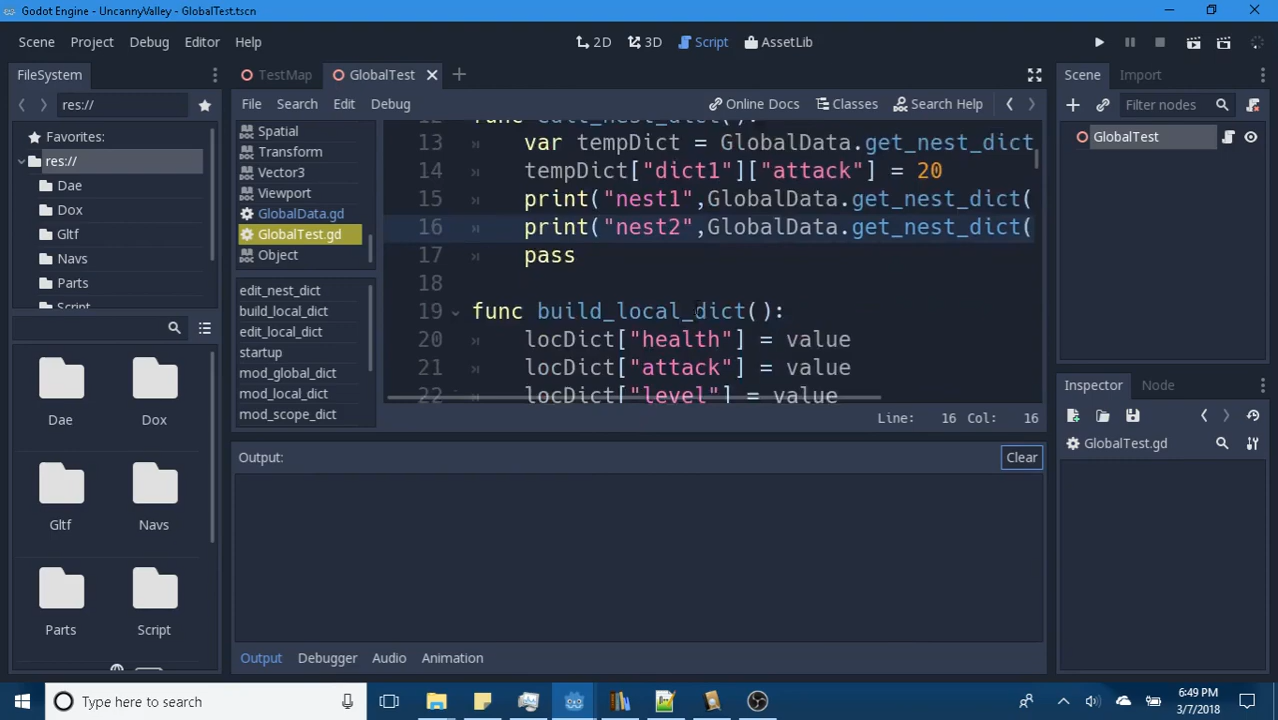 Godot Engine - UncannyValley - GlobalTest.tscn
Scene Project Debug Editor Help
2D 3D Script AssetLib
FileSystem
TestMap GlobalTest
Scene Import
res://
File Search Edit Debug
Online Docs Classes Search Help
Filter nodes
Favorites:
res://
Dae
Dox
Gltf
Navs
Parts
Script
Spatial
Transform
Vector3
Viewport
GlobalData.gd
GlobalTest.gd
Object
edit_nest_dict
build_local_dict
edit_local_dict
startup
mod_global_dict
mod_local_dict
mod_scope_dict
12 func edit_nest_dict():
13 var tempDict = GlobalData.get_nest_dict
14 tempDict["dict1"]["attack"] = 20
15 print("nest1",GlobalData.get_nest_dict(
16 print("nest2",GlobalData.get_nest_dict(
17 pass
18
19 func build_local_dict():
20 locDict["health"] = value
21 locDict["attack"] = value
22 locDict["level"] = value
Line: 16 Col: 16
GlobalTest
Inspector Node
GlobalTest.gd
Output:
Clear
Dae
Dox
Gltf
Navs
Parts
Script
Output Debugger Audio Animation
Type here to search
6:49 PM
3/7/2018